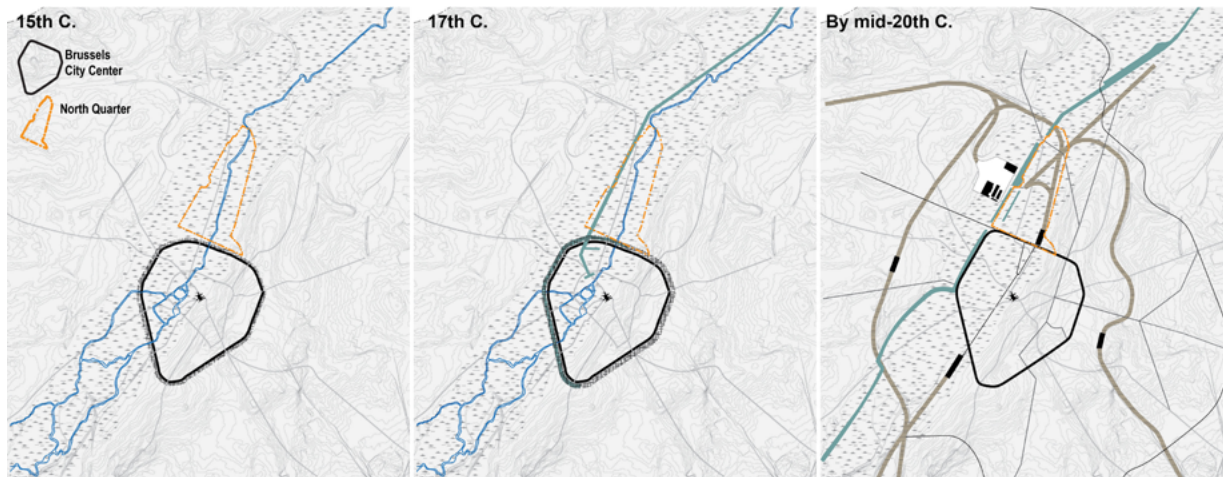 15th C.
Brussels
City Center
North Quarter
17th C.
By mid-20th C.